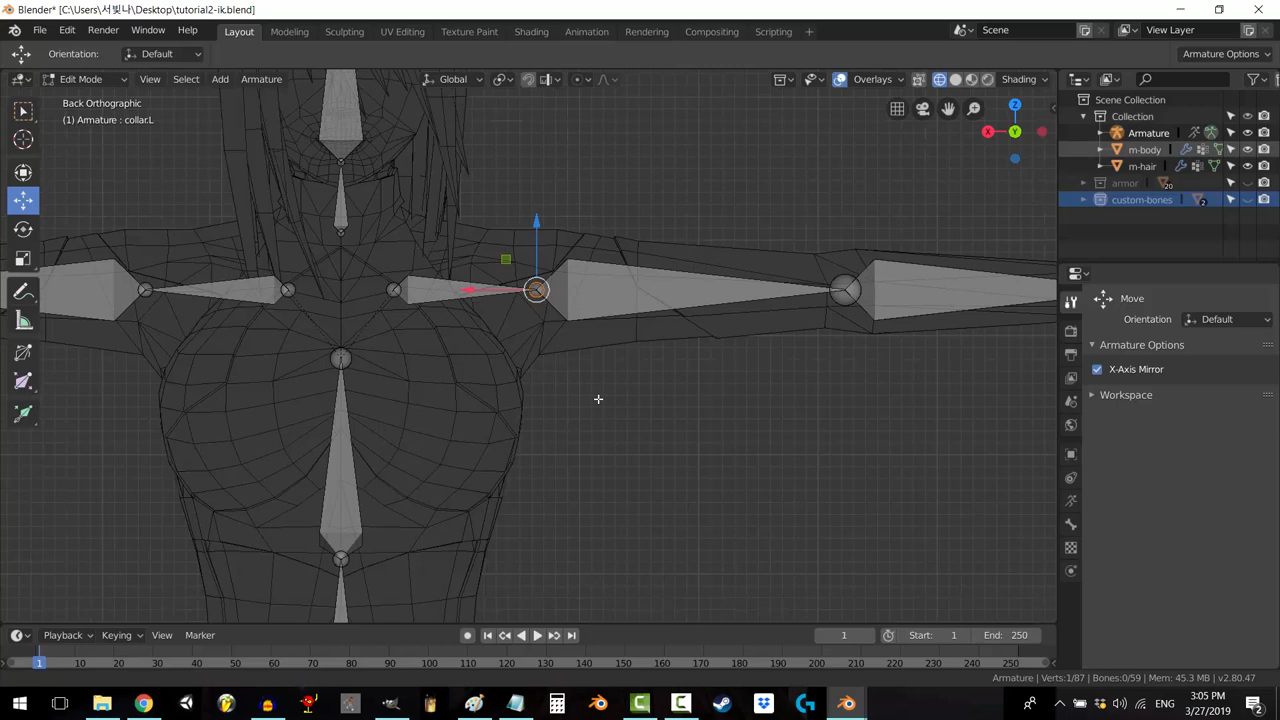 Blender* [C:\Users\서빛나\Desktop\tutorial2-ik.blend]
File Edit Render Window Help Layout Modeling Sculpting UV Editing Texture Paint Shading Animation Rendering Compositing Scripting + Scene View Layer
Orientation: Default Armature Options
Edit Mode View Select Add Armature Global Overlays Shading
Back Orthographic
(1) Armature : collar.L
Z
X
Y
Scene Collection
Collection
Armature
m-body
m-hair
armor 20
custom-bones 2
Move
Orientation Default
Armature Options
X-Axis Mirror
Workspace
Playback Keying View Marker 1 Start: 1 End: 250
1 10 20 30 40 50 60 70 80 90 100 110 120 130 140 150 160 170 180 190 200 210 220 230 240 250
Armature | Verts:1/87 | Bones:0/59 | Mem: 45.3 MB | v2.80.47
ENG 3:05 PM
3/27/2019
2